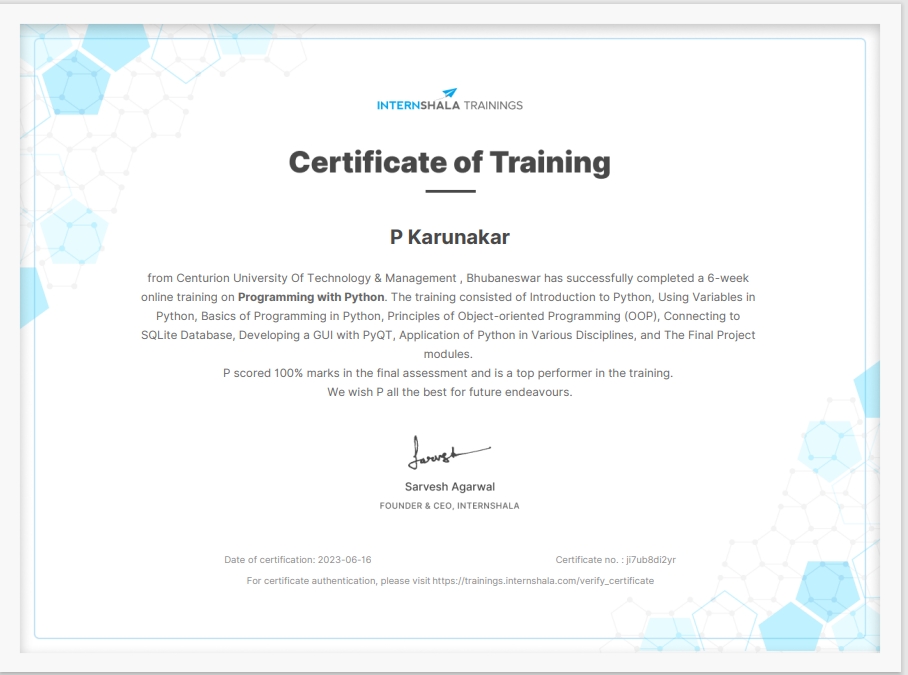 INTERNSHALA TRAININGS
Certificate of Training
P Karunakar
from Centurion University Of Technology & Management , Bhubaneswar has successfully completed a 6-week
online training on Programming with Python. The training consisted of Introduction to Python, Using Variables in
Python, Basics of Programming in Python, Principles of Object-oriented Programming (OOP), Connecting to
SQLite Database, Developing a GUI with PyQT, Application of Python in Various Disciplines, and The Final Project
modules.
P scored 100% marks in the final assessment and is a top performer in the training.
We wish P all the best for future endeavours.
Sarvesh
Sarvesh Agarwal
FOUNDER & CEO, INTERNSHALA
Date of certification: 2023-06-16
Certificate no. : ji7ub8di2yr
For certificate authentication, please visit https://trainings.internshala.com/verify_certificate